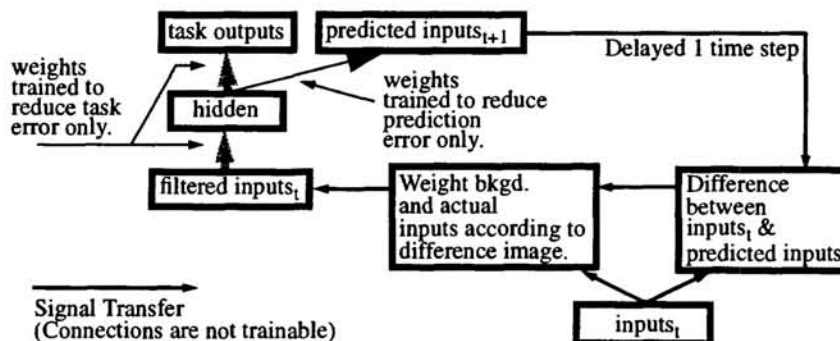 task outputs
predicted inputs_{t+1}
Delayed 1 time step
weights
trained to
reduce task
error only.
hidden
weights
trained to reduce
prediction
error only.
filtered inputs_t
Weight bkgd.
and actual
inputs according to
difference image.
Difference
between
inputs_t &
predicted inputs
Signal Transfer
(Connections are not trainable)
inputs_t